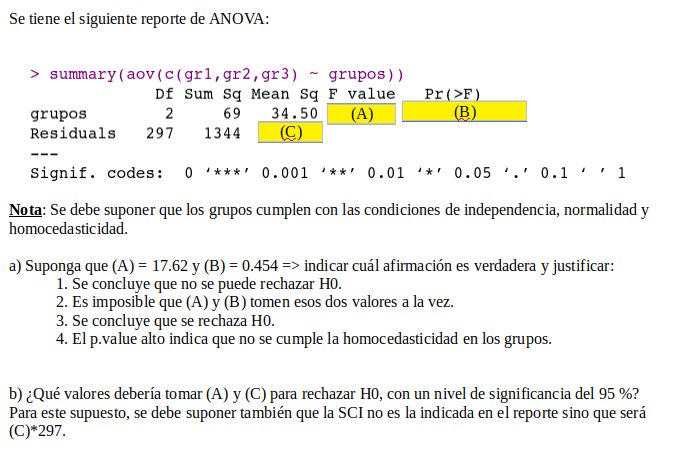 Se tiene el siguiente reporte de ANOVA:
> summary(aov(c(gr1,gr2,gr3) ~ grupos))
Df Sum Sq Mean Sq F value Pr(>F)
grupos 2 69 34.50 (A) (B)
Residuals 297 1344 (C)
---
Signif. codes: 0 ‘***’ 0.001 ‘**’ 0.01 ‘*’ 0.05 ‘.’ 0.1 ‘ ’ 1
Nota: Se debe suponer que los grupos cumplen con las condiciones de independencia, normalidad y
homocedasticidad.
a) Suponga que (A) = 17.62 y (B) = 0.454 => indicar cuál afirmación es verdadera y justificar:
1. Se concluye que no se puede rechazar H0.
2. Es imposible que (A) y (B) tomen esos dos valores a la vez.
3. Se concluye que se rechaza H0.
4. El p.value alto indica que no se cumple la homocedasticidad en los grupos.
b) ¿Qué valores debería tomar (A) y (C) para rechazar H0, con un nivel de significancia del 95 %?
Para este supuesto, se debe suponer también que la SCI no es la indicada en el reporte sino que será
(C)*297.